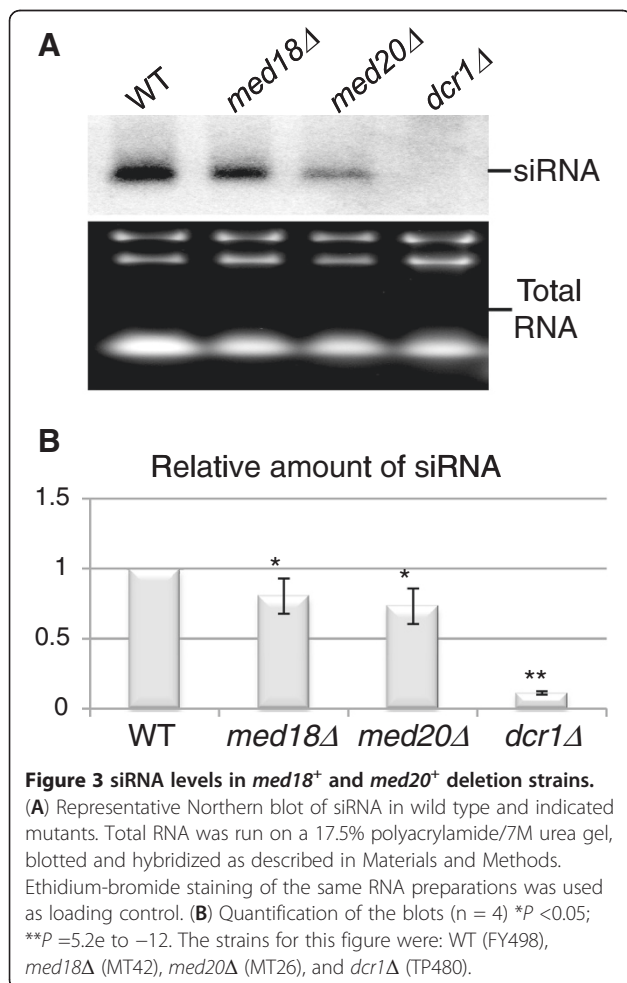 A
WT med18Δ med20Δ dcr1Δ
siRNA
Total
RNA
B
Relative amount of siRNA
1.5
1
0.5
0
* * **
WT med18Δ med20Δ dcr1Δ
Figure 3 siRNA levels in med18⁺ and med20⁺ deletion strains.
(A) Representative Northern blot of siRNA in wild type and indicated
mutants. Total RNA was run on a 17.5% polyacrylamide/7M urea gel,
blotted and hybridized as described in Materials and Methods.
Ethidium-bromide staining of the same RNA preparations was used
as loading control. (B) Quantification of the blots (n = 4) *P <0.05;
**P =5.2e to −12. The strains for this figure were: WT (FY498),
med18Δ (MT42), med20Δ (MT26), and dcr1Δ (TP480).